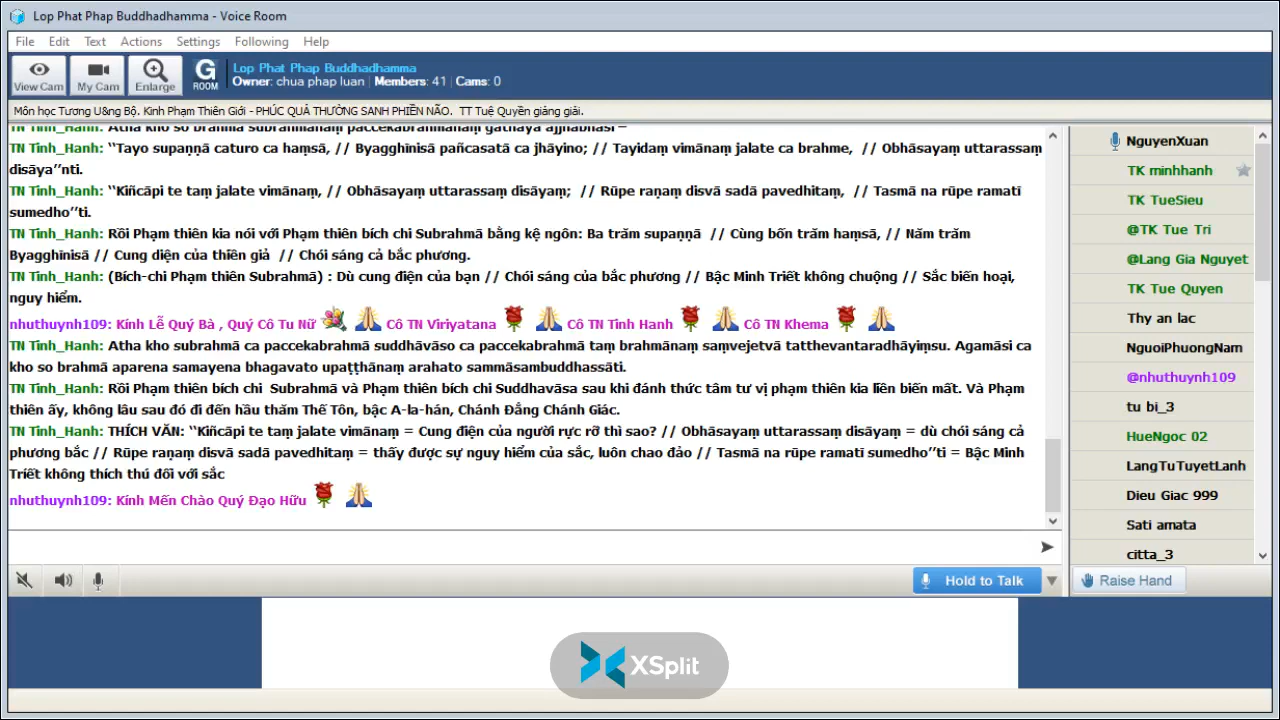 Lop Phat Phap Buddhadhamma - Voice Room
File Edit Text Actions Settings Following Help
View Cam My Cam Enlarge G ROOM
Lop Phat Phap Buddhadhamma
Owner: chua phap luan | Members: 41 | Cams: 0
Môn học Tương U&ng Bộ. Kinh Phạm Thiên Giới - PHÚC QUẢ THƯỜNG SANH PHIỀN NÃO. TT Tuệ Quyền giảng giải.
TN Tinh_Hanh: Atha kho so brahmā subrahmānaṃ paccekabrahmānaṃ gāthāya ajjhabhāsi –
TN Tinh_Hanh: ‘‘Tayo supaṇṇā caturo ca haṃsā, // Byagghīnisā pañcasatā ca jhāyino; // Tayidaṃ vimānaṃ jalate ca brahme, // Obhāsayaṃ uttarassaṃ
disāya’’nti.
TN Tinh_Hanh: ‘‘Kiñcāpi te taṃ jalate vimānaṃ, // Obhāsayaṃ uttarassaṃ disāyaṃ; // Rūpe raṇaṃ disvā sadā pavedhitaṃ, // Tasmā na rūpe ramatī
sumedho’’ti.
TN Tinh_Hanh: Rồi Phạm thiên kia nói với Phạm thiên bích chi Subrahmā bằng kệ ngôn: Ba trăm supaṇṇā // Cùng bốn trăm haṃsā, // Năm trăm
Byagghīnisā // Cung diện của thiền giả // Chói sáng cả bắc phương.
TN Tinh_Hanh: (Bích-chi Phạm thiên Subrahmā) : Dù cung điện của bạn // Chói sáng của bắc phương // Bậc Minh Triết không chuộng // Sắc biến hoại,
nguy hiểm.
nhuthuynh109: Kính Lễ Quý Bà , Quý Cô Tu Nữ Cô TN Viriyatana Cô TN Tinh Hanh Cô TN Khema
TN Tinh_Hanh: Atha kho subrahmā ca paccekabrahmā suddhāvāso ca paccekabrahmā taṃ brahmānaṃ saṃvejetvā tatthevantaradhāyiṃsu. Agamāsi ca
kho so brahmā aparena samayena bhagavato upaṭṭhānaṃ arahato sammāsambuddhassāti.
TN Tinh_Hanh: Rồi Phạm thiên bích chi Subrahmā và Phạm thiên bích chi Suddhavāsa sau khi đánh thức tâm tư vị phạm thiên kia liền biến mất. Và Phạm
thiên ấy, không lâu sau đó đi đến hầu thăm Thế Tôn, bậc A-la-hán, Chánh Đẳng Chánh Giác.
TN Tinh_Hanh: THÍCH VĂN: ‘‘Kiñcāpi te taṃ jalate vimānaṃ = Cung điện của người rực rỡ thì sao? // Obhāsayaṃ uttarassaṃ disāyaṃ = dù chói sáng cả
phương bắc // Rūpe raṇaṃ disvā sadā pavedhitaṃ = thấy được sự nguy hiểm của sắc, luôn chao đảo // Tasmā na rūpe ramatī sumedho’’ti = Bậc Minh
Triết không thích thú đối với sắc
nhuthuynh109: Kính Mến Chào Quý Đạo Hữu
Hold to Talk
NguyenXuan
TK minhhanh
TK TueSieu
@TK Tue Tri
@Lang Gia Nguyet
TK Tue Quyen
Thy an lac
NguoiPhuongNam
@nhuthuynh109
tu bi_3
HueNgoc 02
LangTuTuyetLanh
Dieu Giac 999
Sati amata
citta_3
Raise Hand
XSplit